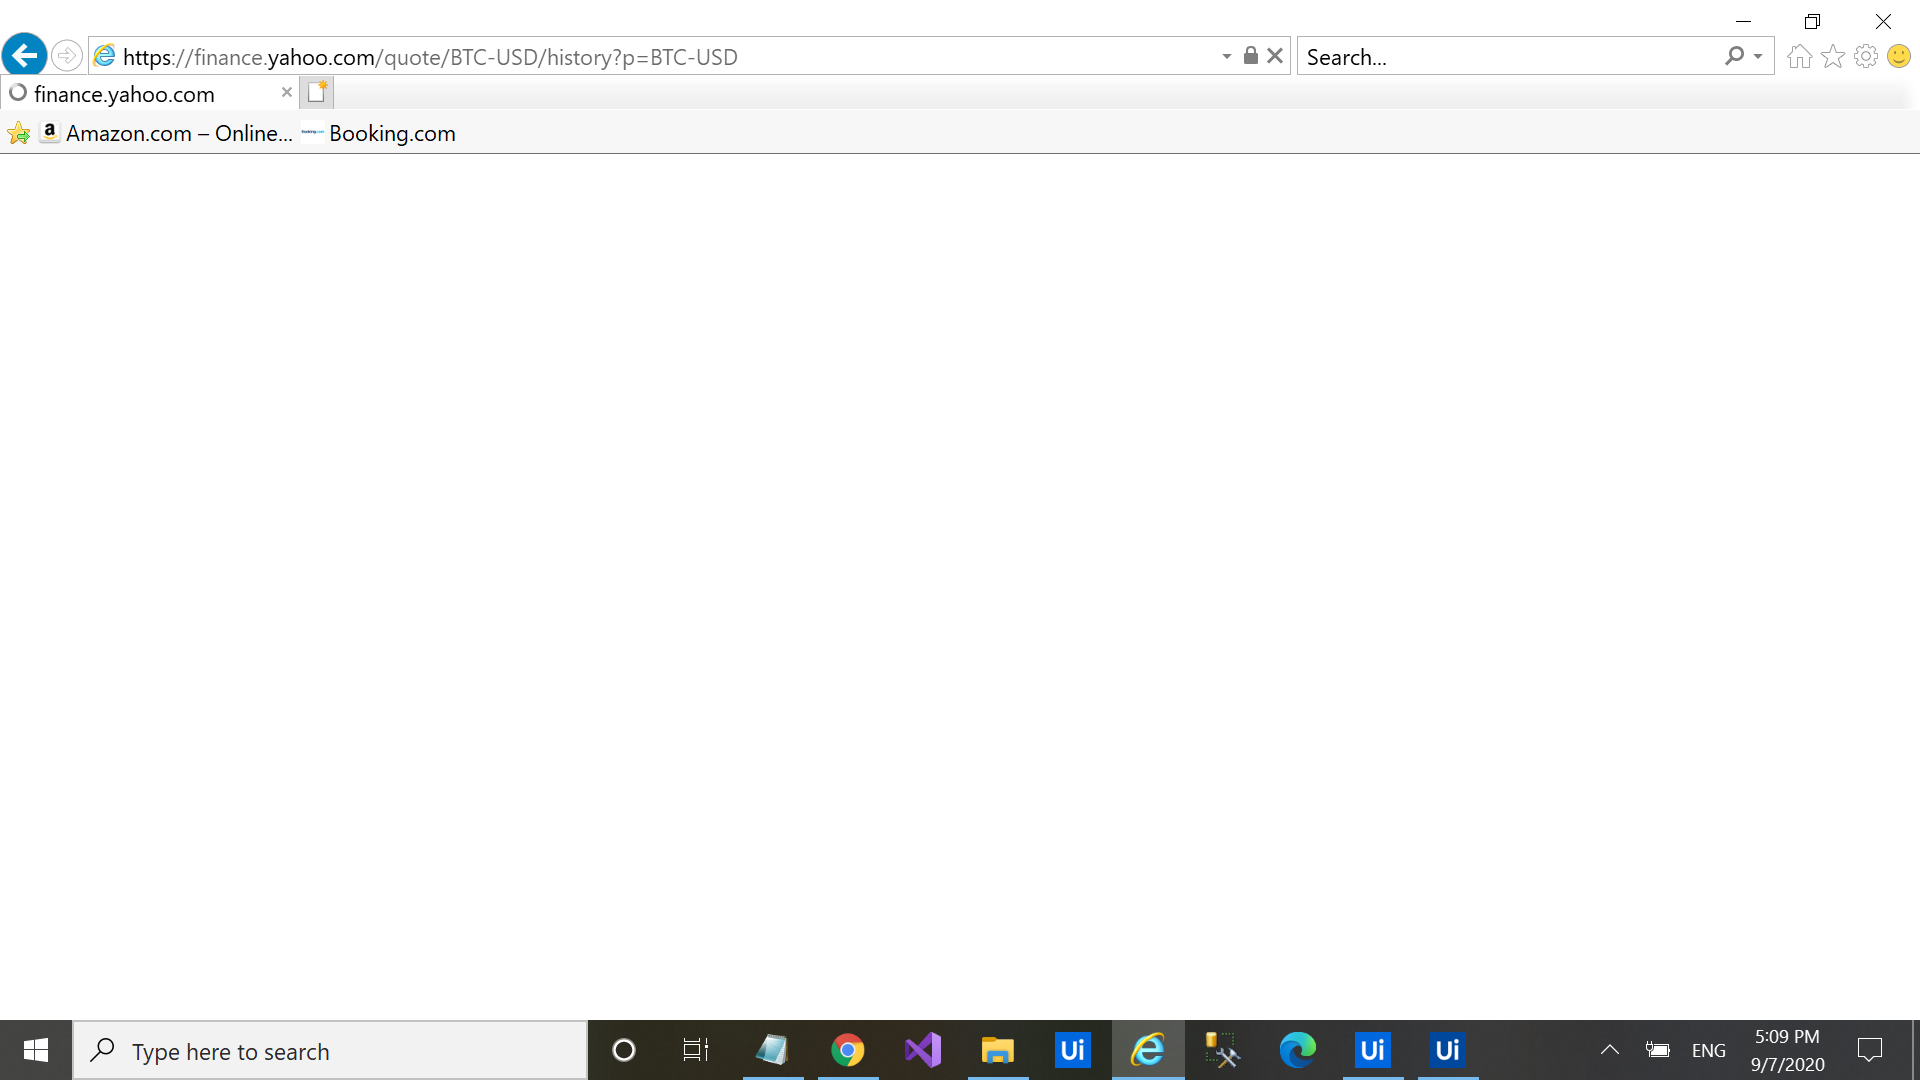 https://finance.yahoo.com/quote/BTC-USD/history?p=BTC-USD
Search...
finance.yahoo.com
Amazon.com – Online...
Booking.com
Type here to search
Ui
Ui
Ui
ENG
5:09 PM
9/7/2020